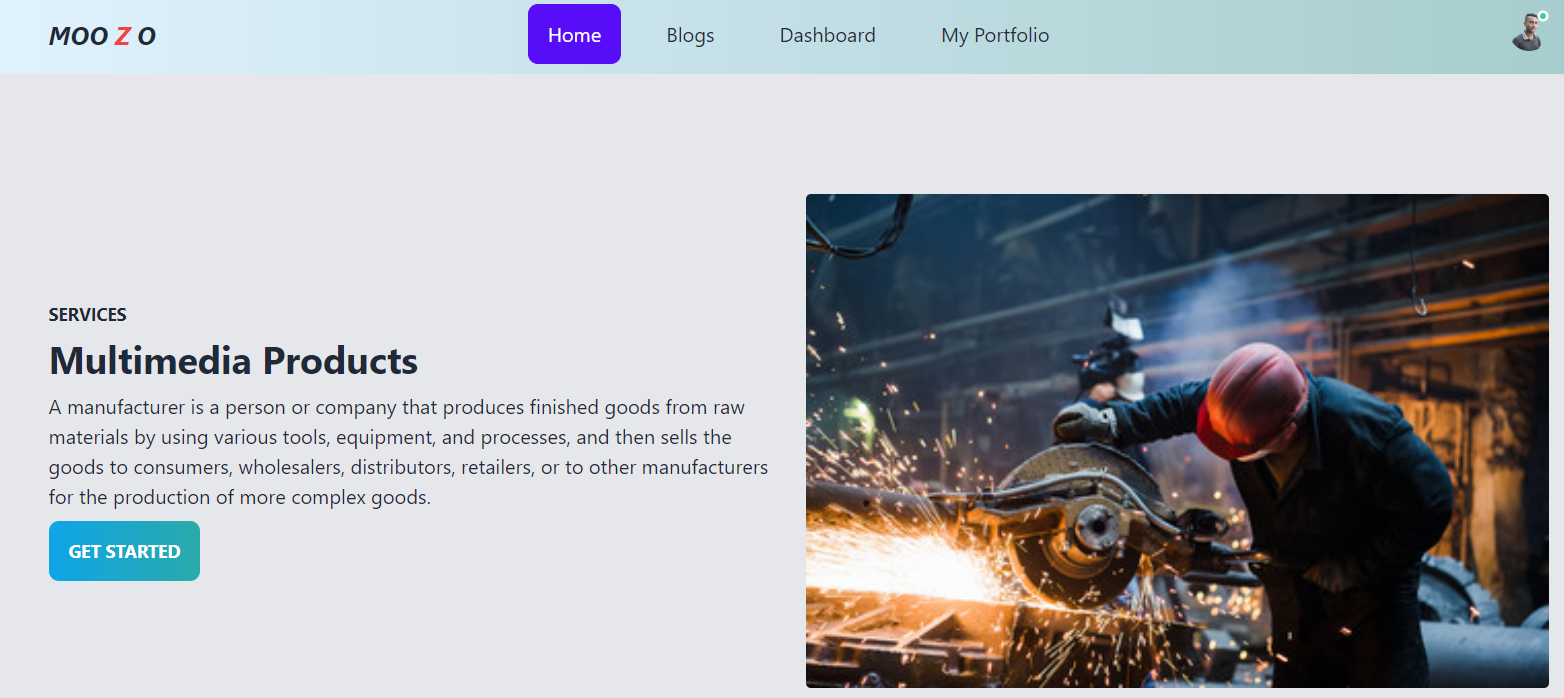 MOO Z O
Home
Blogs
Dashboard
My Portfolio
SERVICES
Multimedia Products
A manufacturer is a person or company that produces finished goods from raw
materials by using various tools, equipment, and processes, and then sells the
goods to consumers, wholesalers, distributors, retailers, or to other manufacturers
for the production of more complex goods.
GET STARTED